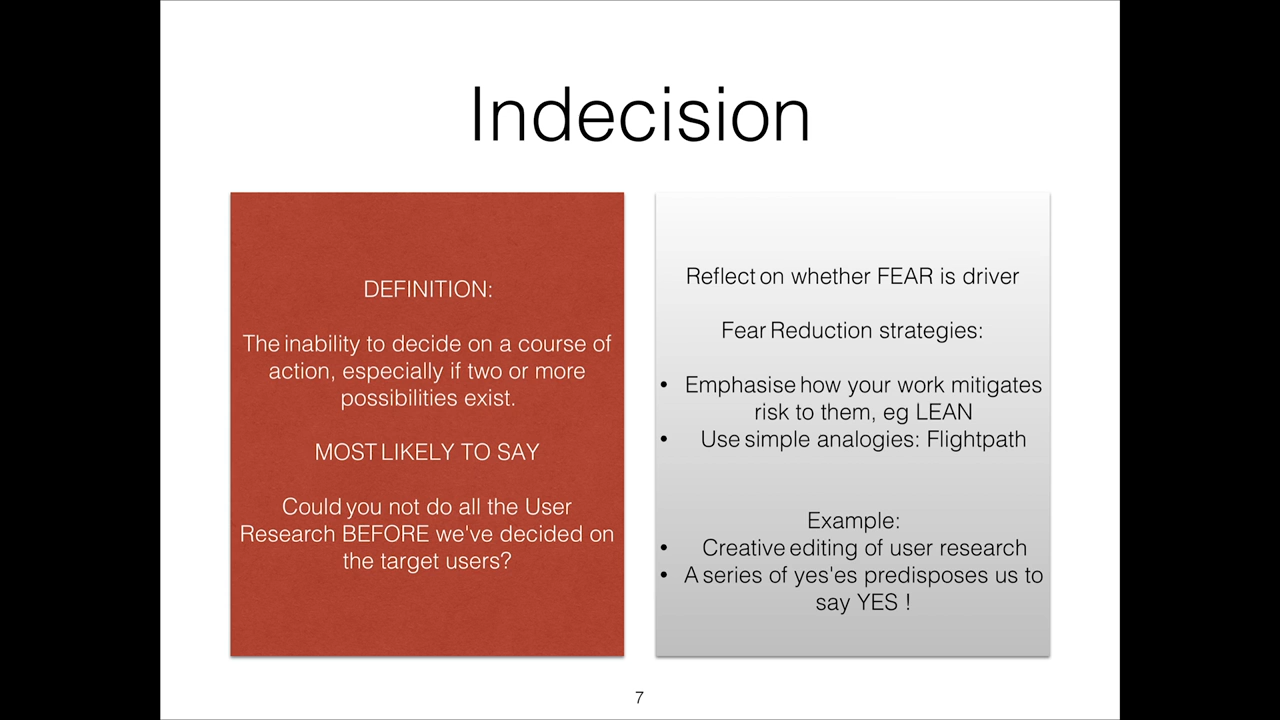 Indecision
DEFINITION:
The inability to decide on a course of
action, especially if two or more
possibilities exist.
MOST LIKELY TO SAY
Could you not do all the User
Research BEFORE we've decided on
the target users?
Reflect on whether FEAR is driver
Fear Reduction strategies:
• Emphasise how your work mitigates
risk to them, eg LEAN
• Use simple analogies: Flightpath
Example:
• Creative editing of user research
• A series of yes'es predisposes us to
say YES !
7